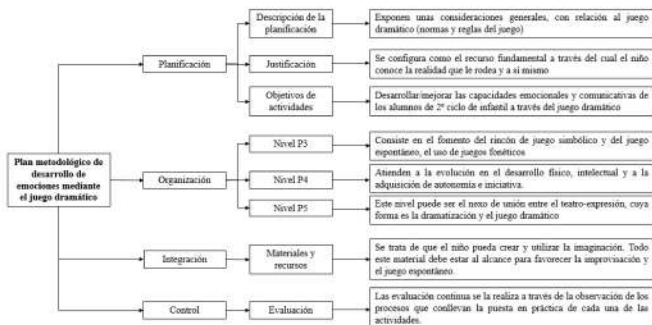 Descripción de la
planificación
Exponen unas consideraciones generales, con relación al juego
dramático (normas y reglas del juego)
Planificación
Justificación
Se configura como el recurso fundamental a través del cual el niño
conoce la realidad que le rodea y a sí mismo
Objetivos de
actividades
Desarrollar/mejorar las capacidades emocionales y comunicativas de
los alumnos de 2º ciclo de infantil a través del juego dramático
Plan metodológico de
desarrollo de
emociones mediante
el juego dramático
Organización
Nivel P3
Consiste en el fomento del rincón de juego simbólico y del juego
espontáneo, el uso de juegos fonéticos
Nivel P4
Atienden a la evolución en el desarrollo físico, intelectual y a la
adquisición de autonomía e iniciativa.
Nivel P5
Este nivel puede ser el nexo de unión entre el teatro-expresión, cuya
forma es la dramatización y el juego dramático
Integración
Materiales y
recursos
Se trata de que el niño pueda crear y utilizar la imaginación. Todo
este material debe estar al alcance para favorecer la improvisación y
el juego espontáneo.
Control
Evaluación
Las evaluación continua se la realiza a través de la observación de los
procesos que conllevan la puesta en práctica de cada una de las
actividades.